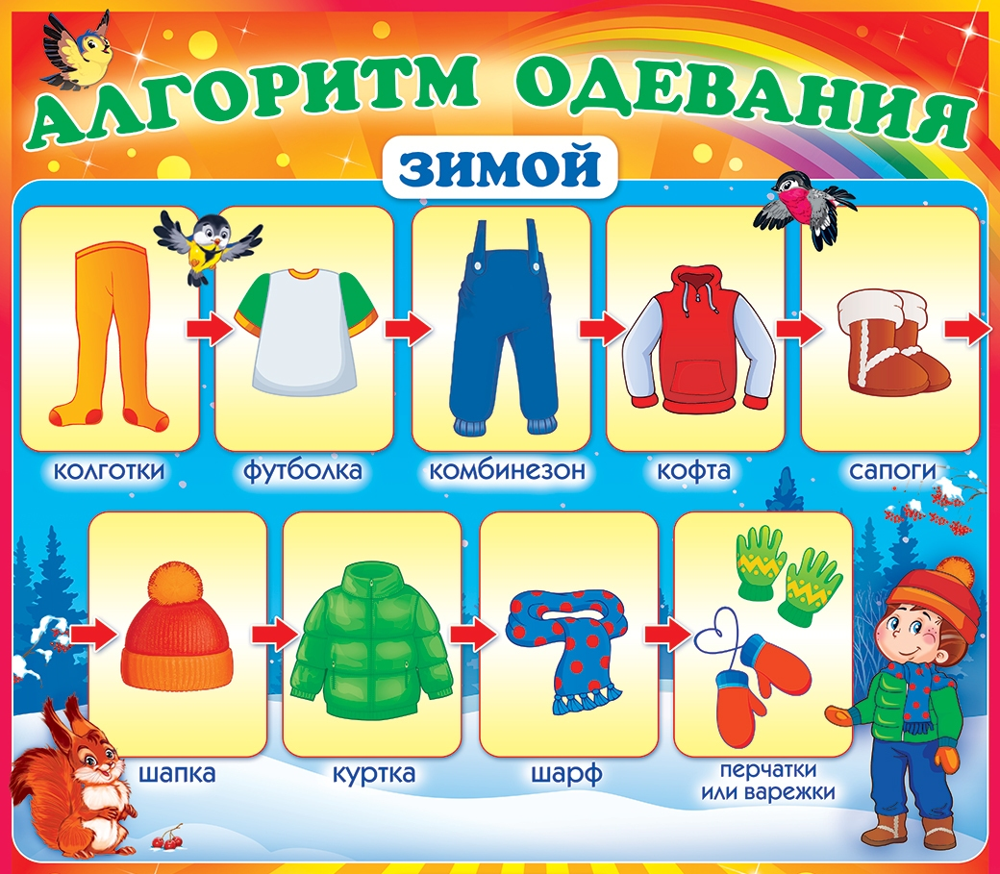 АЛГОРИТМ ОДЕВАНИЯ
ЗИМОЙ
колготки
футболка
комбинезон
кофта
сапоги
шапка
куртка
шарф
перчатки
или варежки